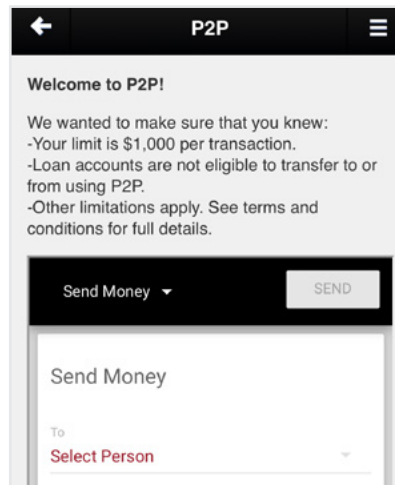 P2P
Welcome to P2P!
We wanted to make sure that you knew:
-Your limit is $1,000 per transaction.
-Loan accounts are not eligible to transfer to or
from using P2P.
-Other limitations apply. See terms and
conditions for full details.
Send Money
SEND
Send Money
To
Select Person